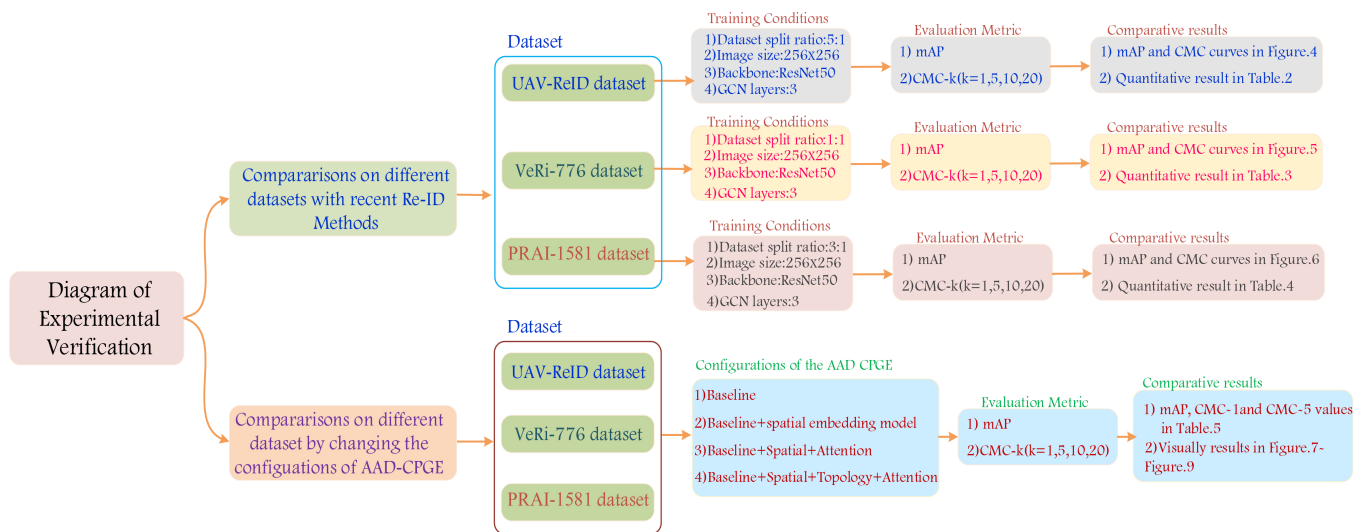 Diagram of
Experimental
Verification
Compararisons on different
datasets with recent Re-ID
Methods
Dataset
UAV-ReID dataset
VeRi-776 dataset
PRAI-1581 dataset
Training Conditions
1)Dataset split ratio:5:1
2)Image size:256x256
3)Backbone:ResNet50
4)GCN layers:3
Evaluation Metric
1) mAP
2)CMC-k(k=1,5,10,20)
Comparative results
1) mAP and CMC curves in Figure.4
2) Quantitative result in Table.2
Training Conditions
1)Dataset split ratio:1:1
2)Image size:256x256
3)Backbone:ResNet50
4)GCN layers:3
Evaluation Metric
1) mAP
2)CMC-k(k=1,5,10,20)
Comparative results
1) mAP and CMC curves in Figure.5
2) Quantitative result in Table.3
Training Conditions
1)Dataset split ratio:3:1
2)Image size:256x256
3)Backbone:ResNet50
4)GCN layers:3
Evaluation Metric
1) mAP
2)CMC-k(k=1,5,10,20)
Comparative results
1) mAP and CMC curves in Figure.6
2) Quantitative result in Table.4
Compararisons on different
dataset by changing the
configuations of AAD-CPGE
Dataset
UAV-ReID dataset
VeRi-776 dataset
PRAI-1581 dataset
Configurations of the AAD CPGE
1)Baseline
2)Baseline+spatial embedding model
3)Baseline+Spatial+Attention
4)Baseline+Spatial+Topology+Attention
Evaluation Metric
1) mAP
2)CMC-k(k=1,5,10,20)
Comparative results
1) mAP, CMC-1and CMC-5 values
in Table.5
2)Visually results in Figure.7-
Figure.9